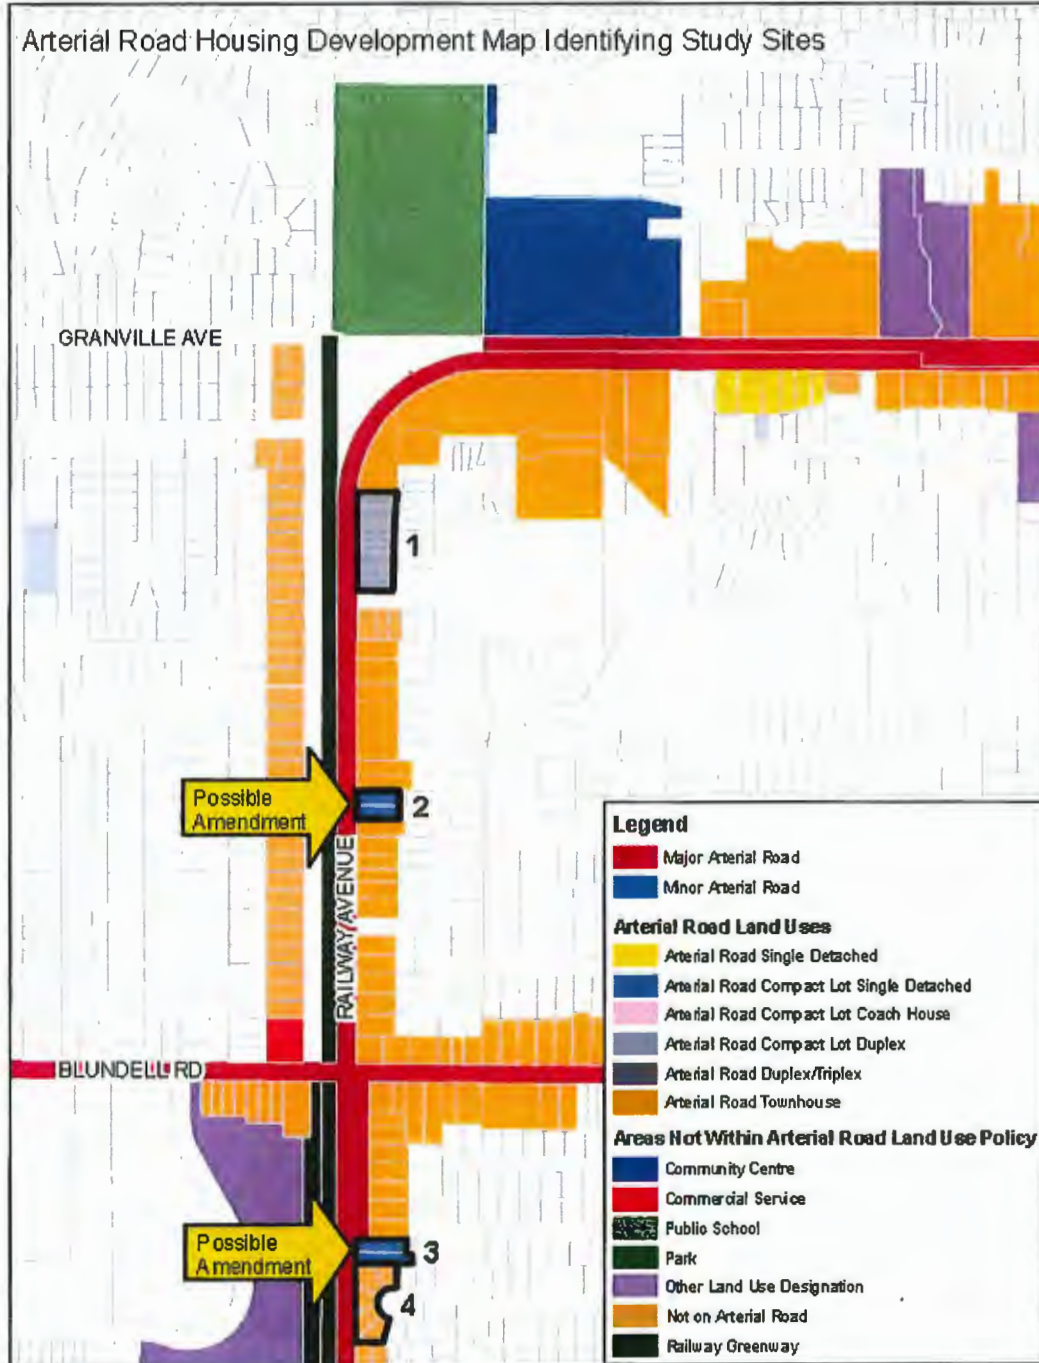 Arterial Road Housing Development Map Identifying Study Sites
GRANVILLE AVE
1
Possible
Amendment
2
RAILWAY AVENUE
BLUNDELL RD
Possible
Amendment
3
4
Legend
Major Arterial Road
Minor Arterial Road
Arterial Road Land Uses
Arterial Road Single Detached
Arterial Road Compact Lot Single Detached
Arterial Road Compact Lot Coach House
Arterial Road Compact Lot Duplex
Arterial Road Duplex/Triplex
Arterial Road Townhouse
Areas Not Within Arterial Road Land Use Policy
Community Centre
Commercial Service
Public School
Park
Other Land Use Designation
Not on Arterial Road
Railway Greenway